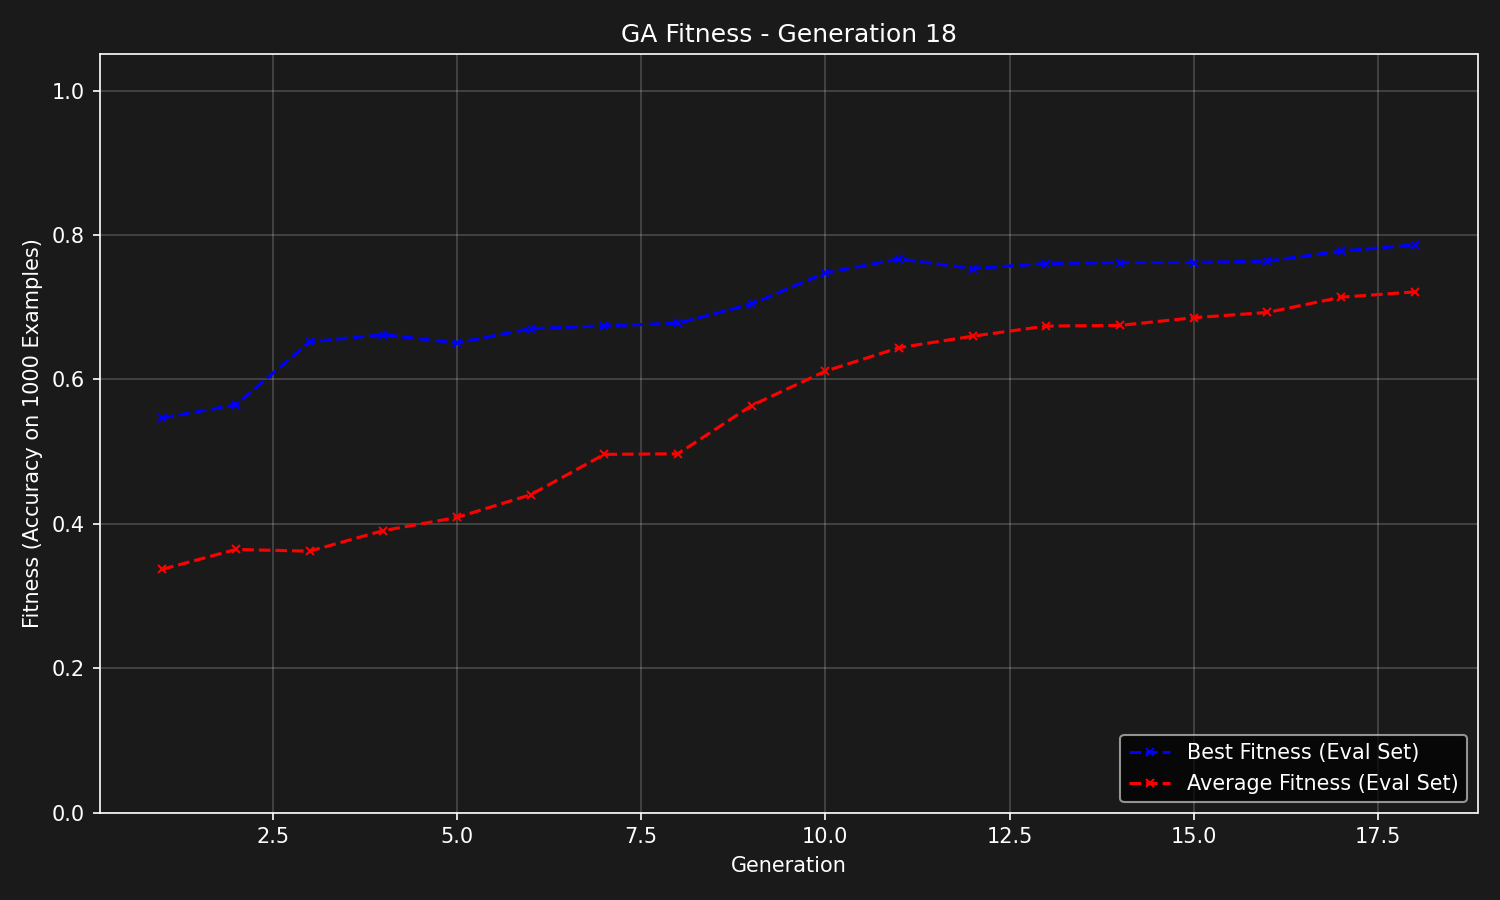 GA Fitness - Generation 18
Fitness (Accuracy on 1000 Examples)
1.0
0.8
0.6
0.4
0.2
0.0
2.5
5.0
7.5
10.0
12.5
15.0
17.5
Generation
Best Fitness (Eval Set)
Average Fitness (Eval Set)